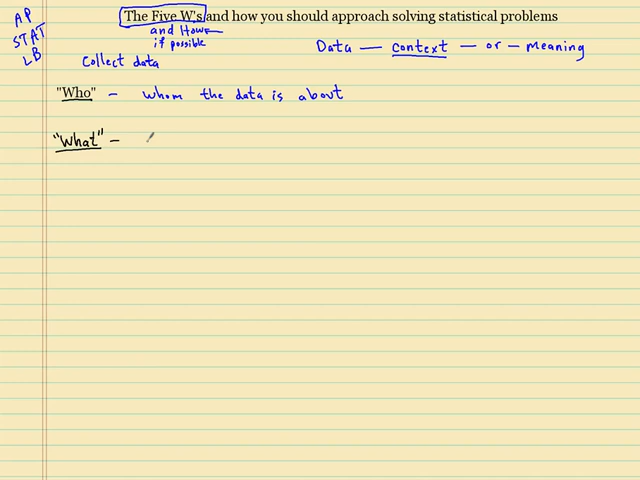 AP
STAT
LB
The Five W's and how you should approach solving statistical problems
and How
if possible
Data — context — or — meaning
Collect data
"Who" – whom the data is about
"What" –